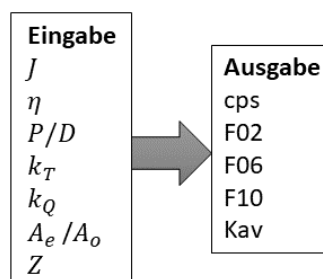 Eingabe
J
η
P/D
k_T
k_Q
A_e/A_o
Z
Ausgabe
cps
F02
F06
F10
Kav